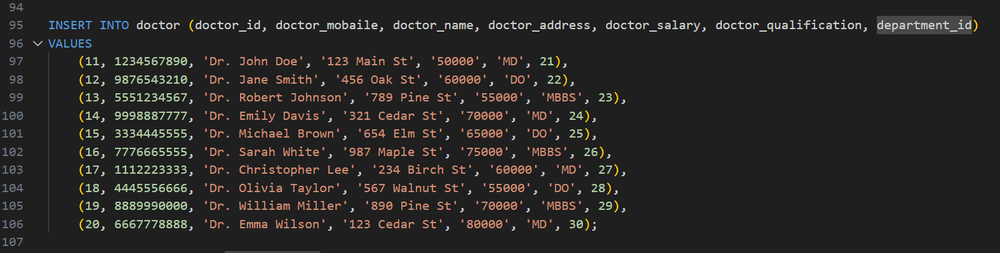 94
95 INSERT INTO doctor (doctor_id, doctor_mobaile, doctor_name, doctor_address, doctor_salary, doctor_qualification, department_id)
96 VALUES
97 (11, 1234567890, 'Dr. John Doe', '123 Main St', '50000', 'MD', 21),
98 (12, 9876543210, 'Dr. Jane Smith', '456 Oak St', '60000', 'DO', 22),
99 (13, 5551234567, 'Dr. Robert Johnson', '789 Pine St', '55000', 'MBBS', 23),
100 (14, 9998887777, 'Dr. Emily Davis', '321 Cedar St', '70000', 'MD', 24),
101 (15, 3334445555, 'Dr. Michael Brown', '654 Elm St', '65000', 'DO', 25),
102 (16, 7776665555, 'Dr. Sarah White', '987 Maple St', '75000', 'MBBS', 26),
103 (17, 1112223333, 'Dr. Christopher Lee', '234 Birch St', '60000', 'MD', 27),
104 (18, 4445556666, 'Dr. Olivia Taylor', '567 Walnut St', '55000', 'DO', 28),
105 (19, 8889990000, 'Dr. William Miller', '890 Pine St', '70000', 'MBBS', 29),
106 (20, 6667778888, 'Dr. Emma Wilson', '123 Cedar St', '80000', 'MD', 30);
107